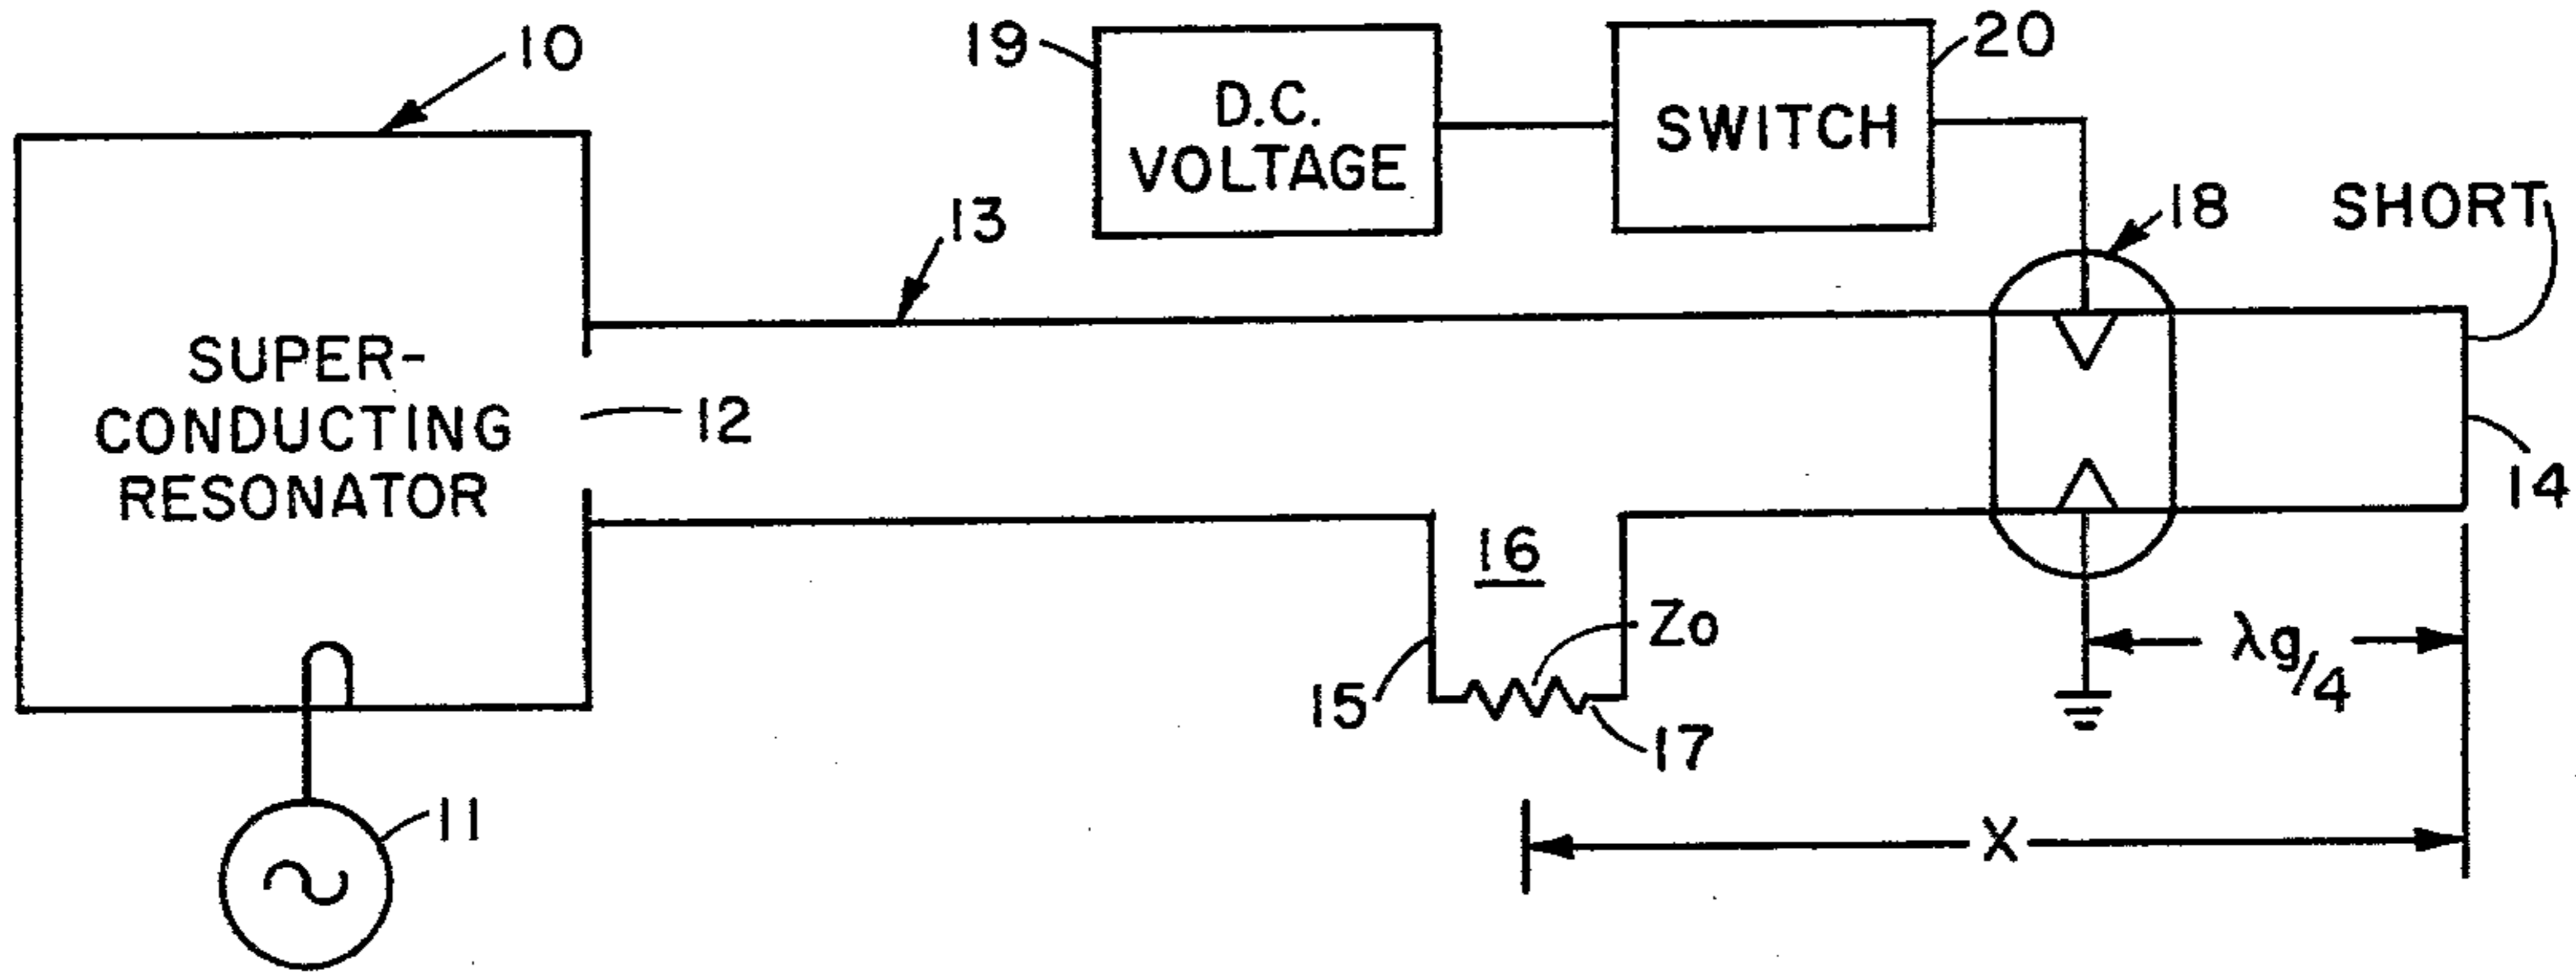 10
19
D.C.
VOLTAGE
20
SWITCH
13
18
SHORT
SUPER-
CONDUCTING
RESONATOR
12
14
16
Zo
λg/4
15
17
11
X